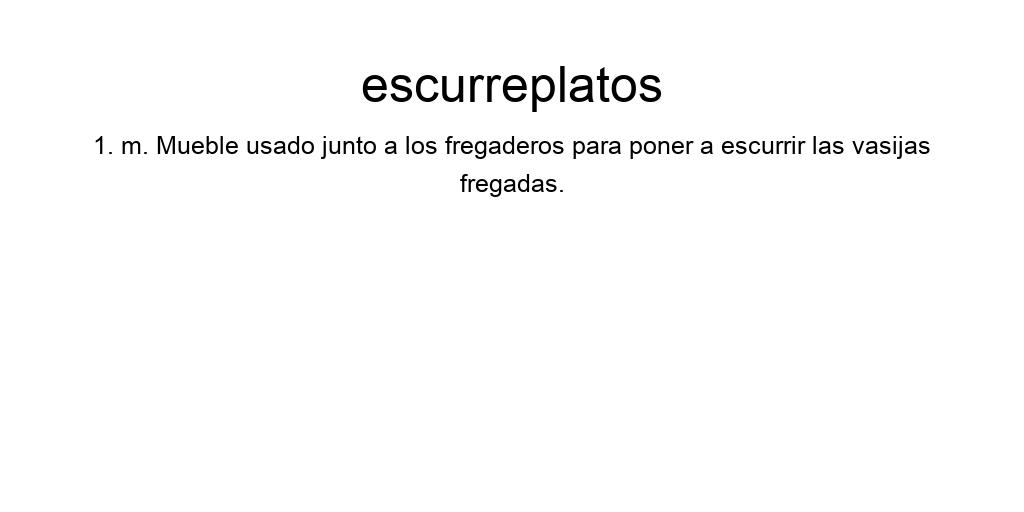 escurreplatos
1. m. Mueble usado junto a los fregaderos para poner a escurrir las vasijas
fregadas.